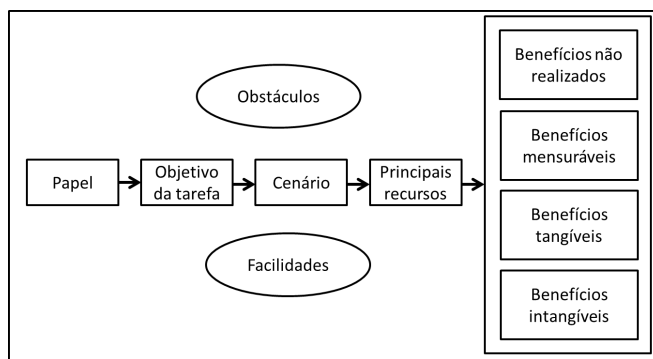 Obstáculos
Papel
Objetivo
da tarefa
Cenário
Principais
recursos
Facilidades
Benefícios não
realizados
Benefícios
mensuráveis
Benefícios
tangíveis
Benefícios
intangíveis